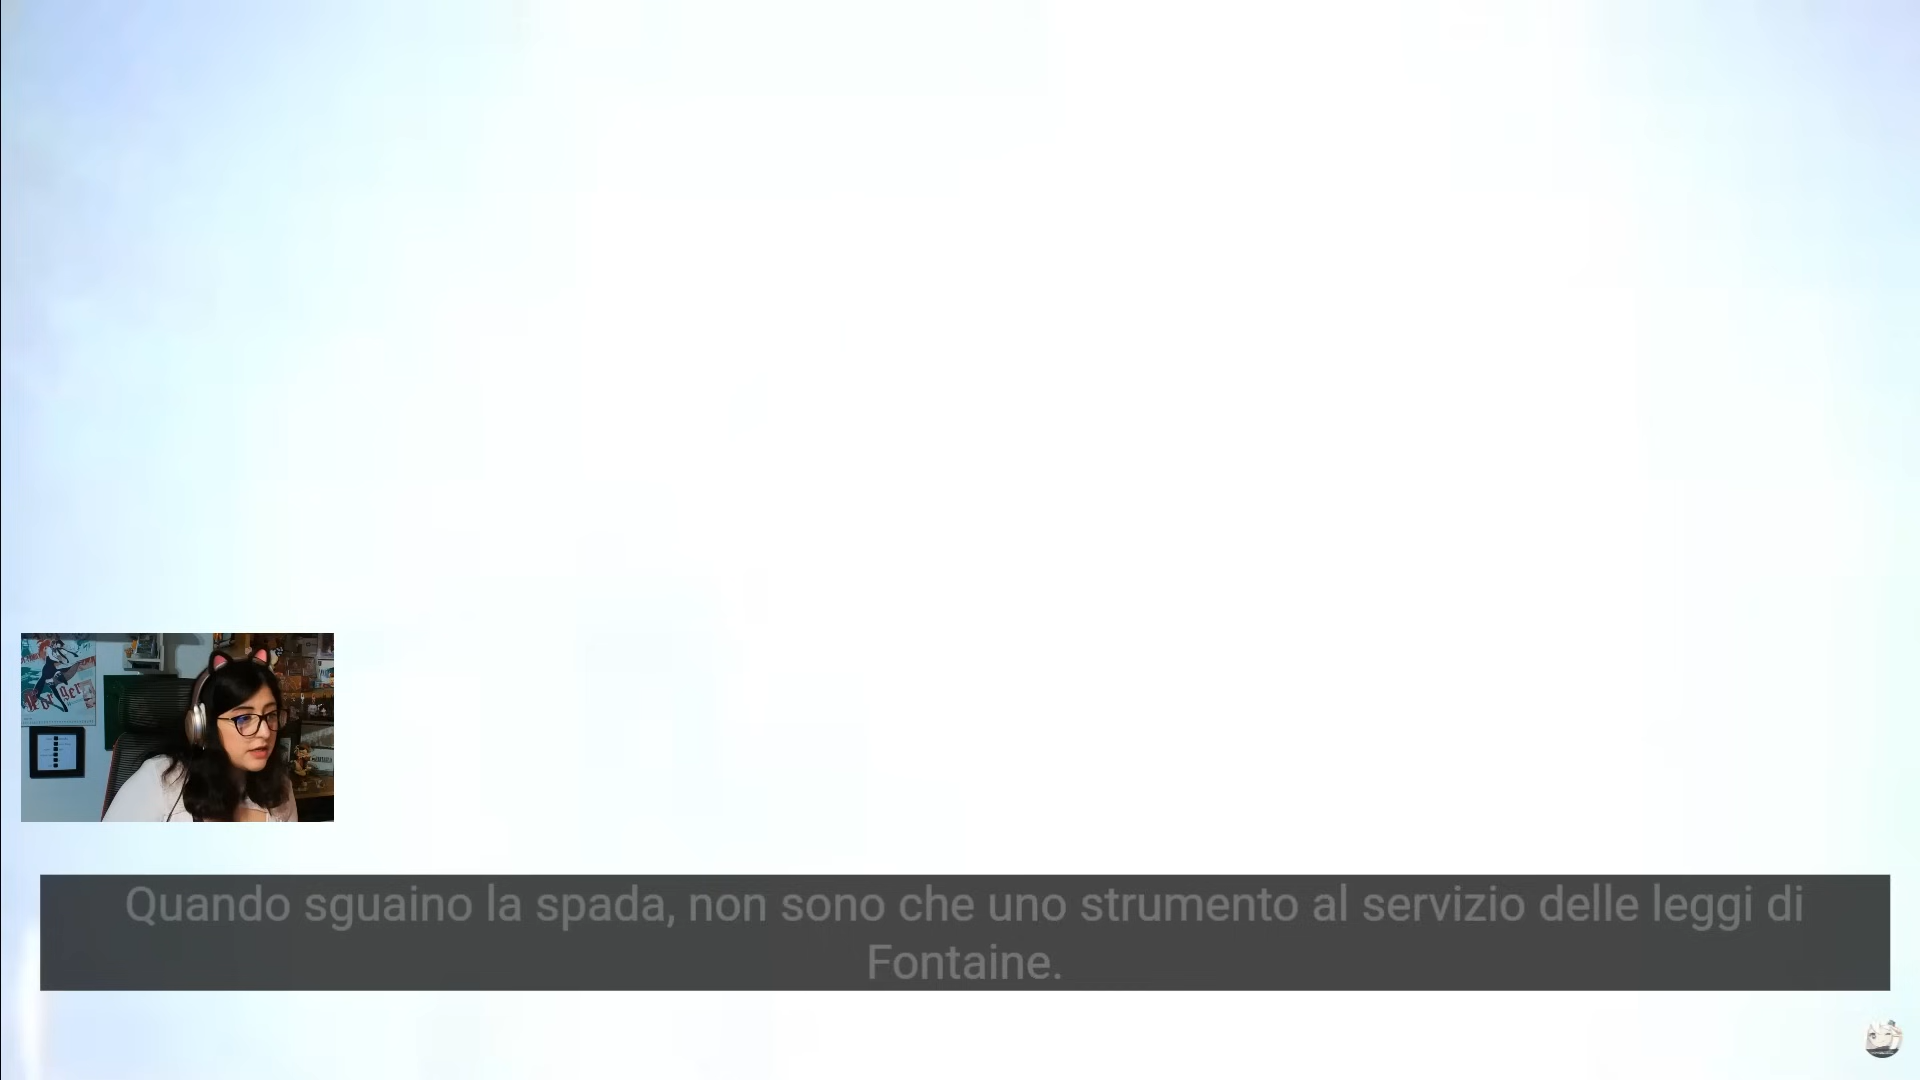 Quando sguaino la spada, non sono che uno strumento al servizio delle leggi di
Fontaine.